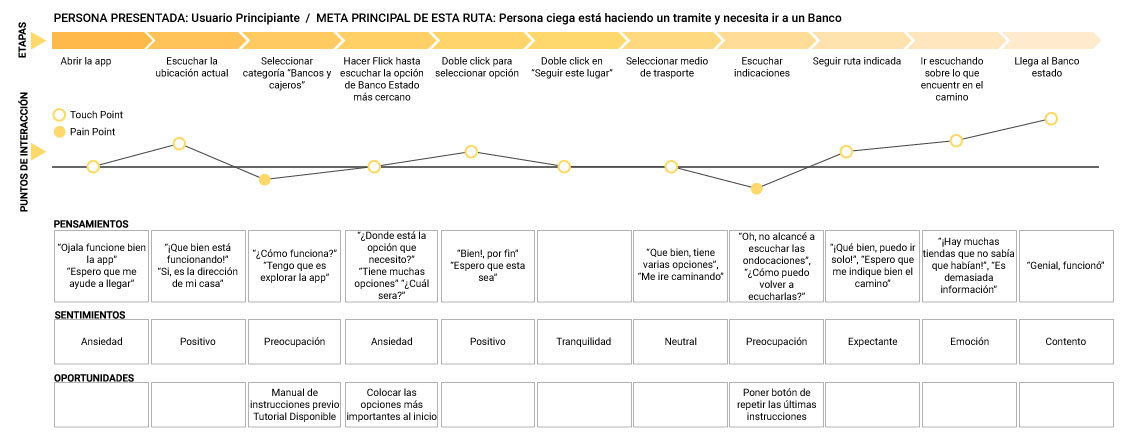 PERSONA PRESENTADA: Usuario Principiante / META PRINCIPAL DE ESTA RUTA: Persona ciega está haciendo un tramite y necesita ir a un Banco
ETAPAS
Abrir la app
Escuchar la
ubicación actual
Seleccionar
categoría "Bancos y
cajeros"
Hacer Flick hasta
escuchar la opción
de Banco Estado
más cercano
Doble click para
seleccionar opción
Doble click en
"Seguir este lugar"
Seleccionar medio
de trasporte
Escuchar
indicaciones
Seguir ruta indicada
Ir escuchando
sobre lo que
encuentr en el
camino
Llega al Banco
estado
PUNTOS DE INTERACCIÓN
Touch Point
Pain Point
PENSAMIENTOS
"Ojala funcione bien
la app"
"Espero que me
ayude a llegar"
"¡Que bien está
funcionando!"
"Si, es la dirección
de mi casa"
"¿Cómo funciona?"
"Tengo que es
explorar la app"
"¿Donde está la
opción que
necesito?"
"Tiene muchas
opciones" "¿Cuál
sera?"
"Bien!, por fin"
"Espero que esta
sea"
"Que bien, tiene
varias opciones",
"Me ire caminando"
"Oh, no alcancé a
escuchar las
ondocaciones",
"¿Cómo puedo
volver a
ecucharlas?"
"¡Qué bien, puedo ir
solo!", "Espero que
me indique bien el
camino"
"¡Hay muchas
tiendas que no sabía
que habían!", "Es
demasiada
información"
"Genial, funcionó"
SENTIMIENTOS
Ansiedad
Positivo
Preocupación
Ansiedad
Positivo
Tranquilidad
Neutral
Preocupación
Expectante
Emoción
Contento
OPORTUNIDADES
Manual de
instrucciones previo
Tutorial Disponible
Colocar las
opciones más
importantes al inicio
Poner botón de
repetir las últimas
instrucciones